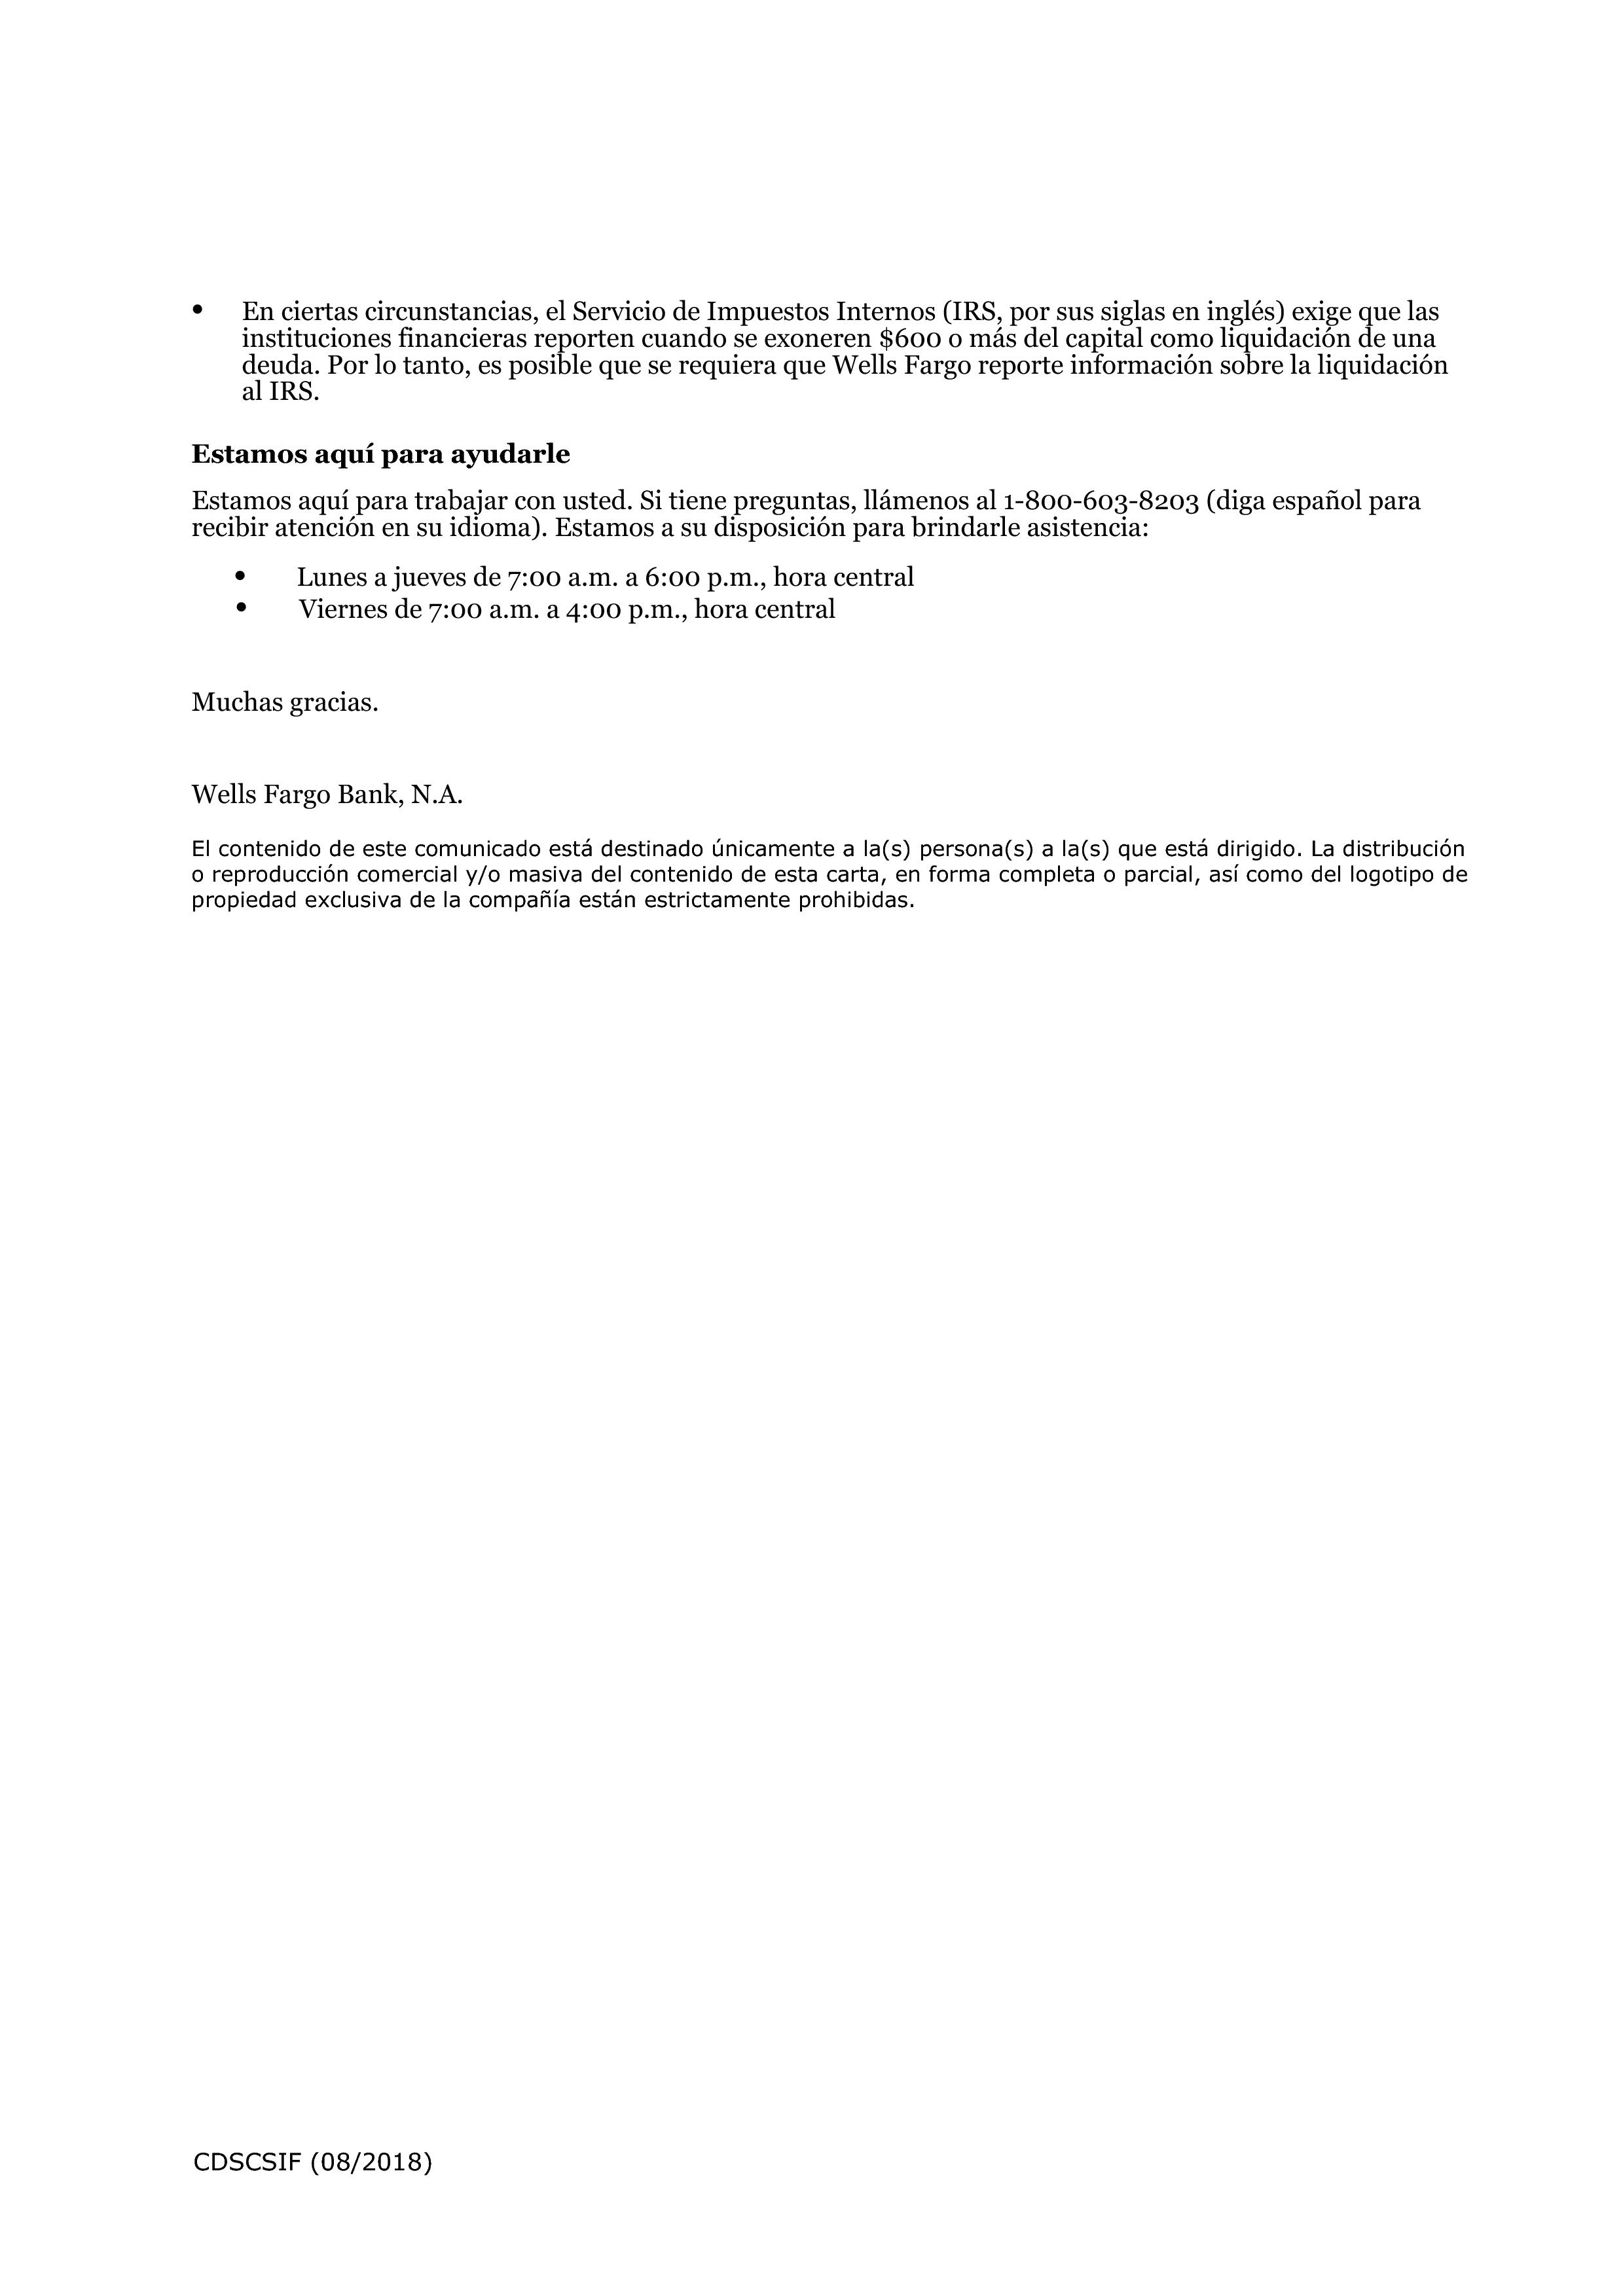 • En ciertas circunstancias, el Servicio de Impuestos Internos (IRS, por sus siglas en inglés) exige que las
instituciones financieras reporten cuando se exoneren $600 o más del capital como liquidación de una
deuda. Por lo tanto, es posible que se requiera que Wells Fargo reporte información sobre la liquidación
al IRS.
Estamos aquí para ayudarle
Estamos aquí para trabajar con usted. Si tiene preguntas, llámenos al 1-800-603-8203 (diga español para
recibir atención en su idioma). Estamos a su disposición para brindarle asistencia:
• Lunes a jueves de 7:00 a.m. a 6:00 p.m., hora central
• Viernes de 7:00 a.m. a 4:00 p.m., hora central
Muchas gracias.
Wells Fargo Bank, N.A.
El contenido de este comunicado está destinado únicamente a la(s) persona(s) a la(s) que está dirigido. La distribución
o reproducción comercial y/o masiva del contenido de esta carta, en forma completa o parcial, así como del logotipo de
propiedad exclusiva de la compañía están estrictamente prohibidas.
CDSCSIF (08/2018)